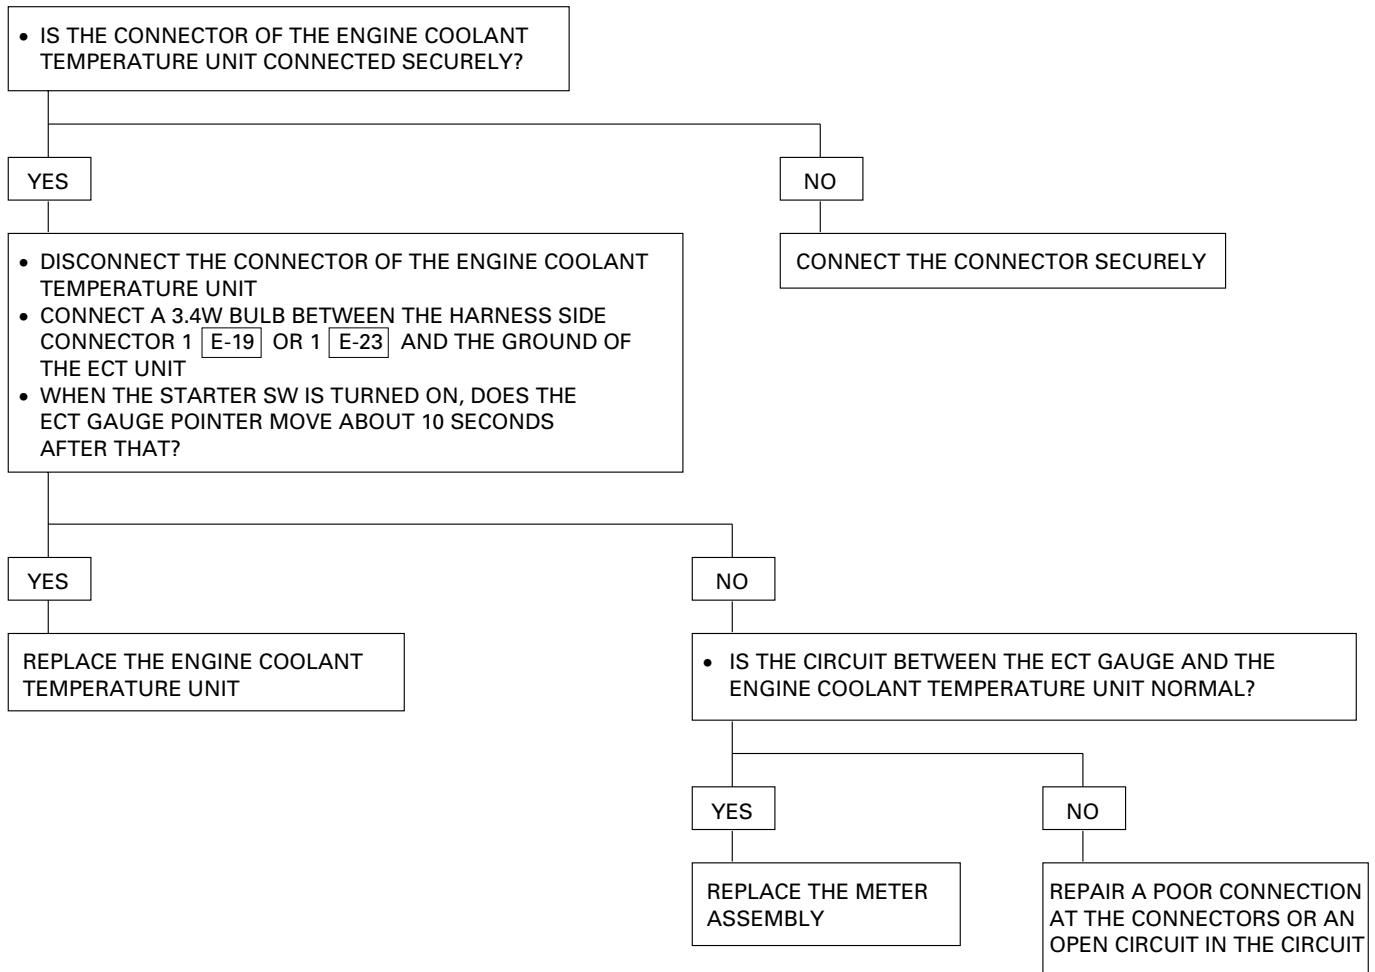 • IS THE CONNECTOR OF THE ENGINE COOLANT
TEMPERATURE UNIT CONNECTED SECURELY?
YES
NO
• DISCONNECT THE CONNECTOR OF THE ENGINE COOLANT
TEMPERATURE UNIT
• CONNECT A 3.4W BULB BETWEEN THE HARNESS SIDE
CONNECTOR 1 E-19 OR 1 E-23 AND THE GROUND OF
THE ECT UNIT
• WHEN THE STARTER SW IS TURNED ON, DOES THE
ECT GAUGE POINTER MOVE ABOUT 10 SECONDS
AFTER THAT?
CONNECT THE CONNECTOR SECURELY
YES
NO
REPLACE THE ENGINE COOLANT
TEMPERATURE UNIT
• IS THE CIRCUIT BETWEEN THE ECT GAUGE AND THE
ENGINE COOLANT TEMPERATURE UNIT NORMAL?
YES
NO
REPLACE THE METER
ASSEMBLY
REPAIR A POOR CONNECTION
AT THE CONNECTORS OR AN
OPEN CIRCUIT IN THE CIRCUIT